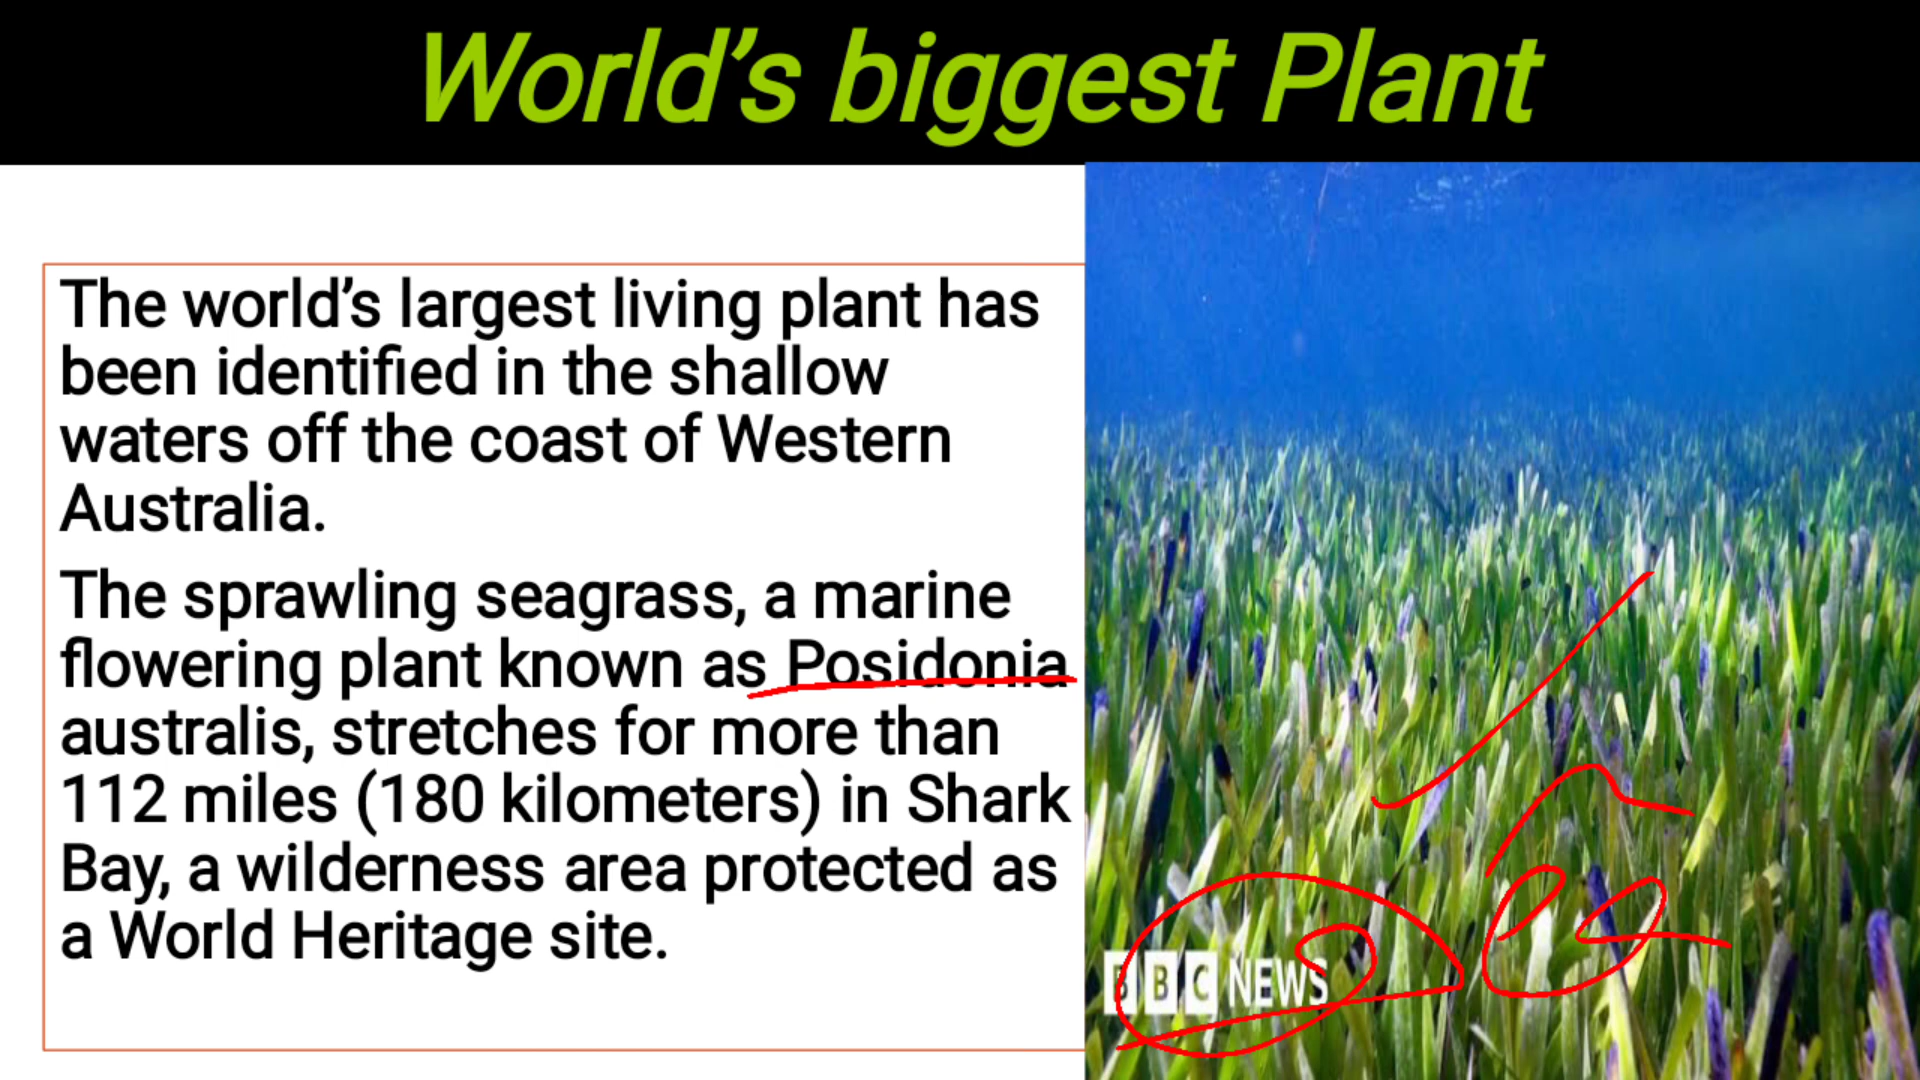 World's biggest Plant
The world's largest living plant has
been identified in the shallow
waters off the coast of Western
Australia.
The sprawling seagrass, a marine
flowering plant known as Posidonia
australis, stretches for more than
112 miles (180 kilometers) in Shark
Bay, a wilderness area protected as
a World Heritage site.
BBC NEWS